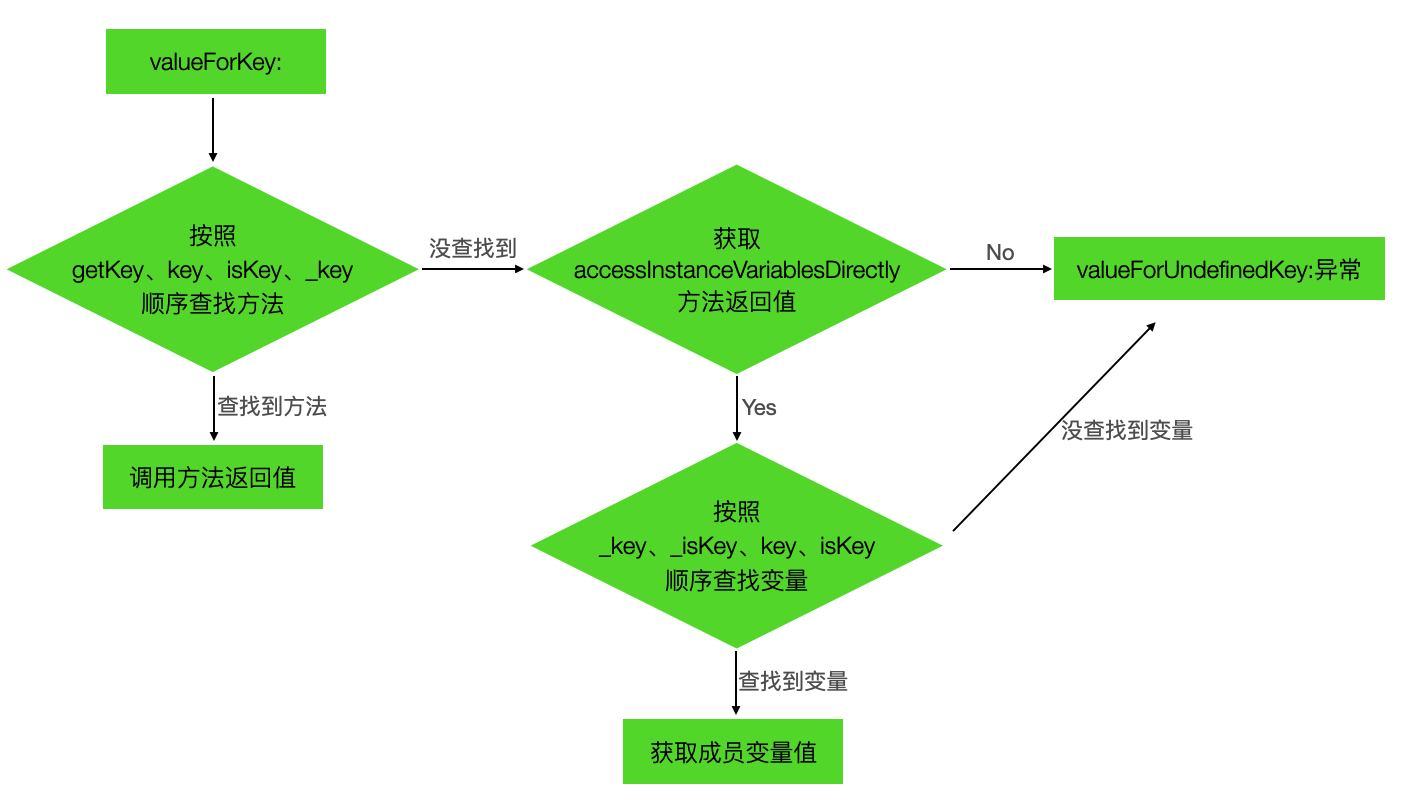 valueForKey:
按照
getKey、key、isKey、_key
顺序查找方法
没查找到
获取
accessInstanceVariablesDirectly
方法返回值
No
valueForUndefinedKey:异常
查找到方法
调用方法返回值
Yes
没查找到变量
按照
_key、_isKey、key、isKey
顺序查找变量
查找到变量
获取成员变量值